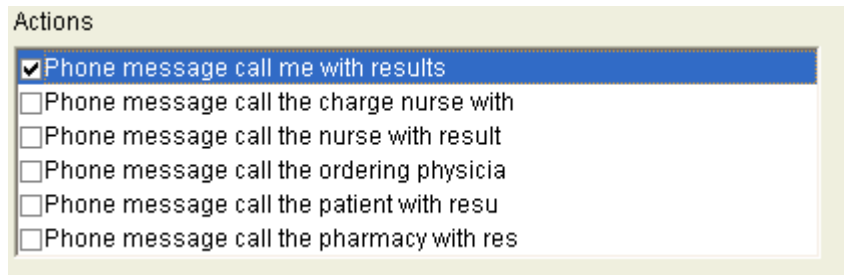 Actions
Phone message call me with results
Phone message call the charge nurse with
Phone message call the nurse with result
Phone message call the ordering physicia
Phone message call the patient with resu
Phone message call the pharmacy with res